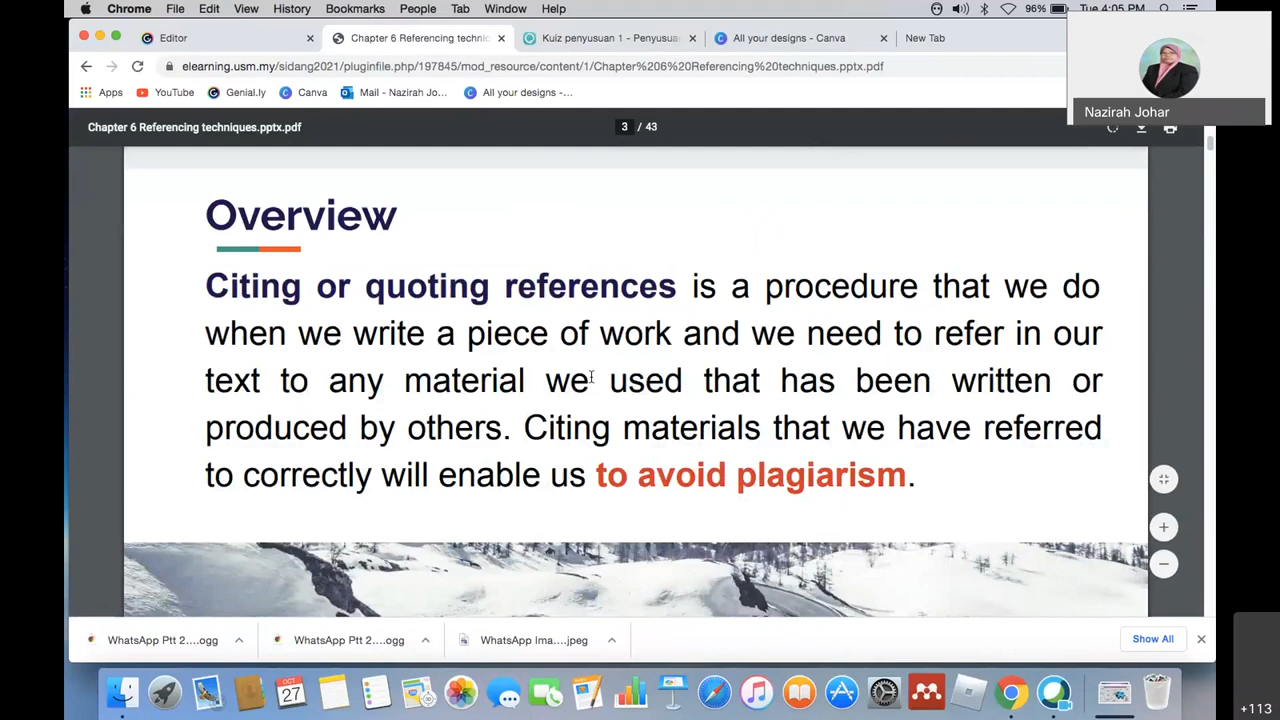 Chrome File Edit View History Bookmarks People Tab Window Help 96% Tue 4:05 PM
Editor Chapter 6 Referencing techni Kuiz penyusuan 1 - Penyusua All your designs - Canva New Tab
elearning.usm.my/sidang2021/pluginfile.php/197845/mod_resource/content/1/Chapter%206%20Referencing%20techniques.pptx.pdf
Apps YouTube Genial.ly Canva Mail - Nazirah Jo... All your designs -...
Nazirah Johar
Chapter 6 Referencing techniques.pptx.pdf 3 / 43
Overview
Citing or quoting references is a procedure that we do
when we write a piece of work and we need to refer in our
text to any material we used that has been written or
produced by others. Citing materials that we have referred
to correctly will enable us to avoid plagiarism.
WhatsApp Ptt 2....ogg WhatsApp Ptt 2....ogg WhatsApp Ima....jpeg Show All
OCT
27
+113